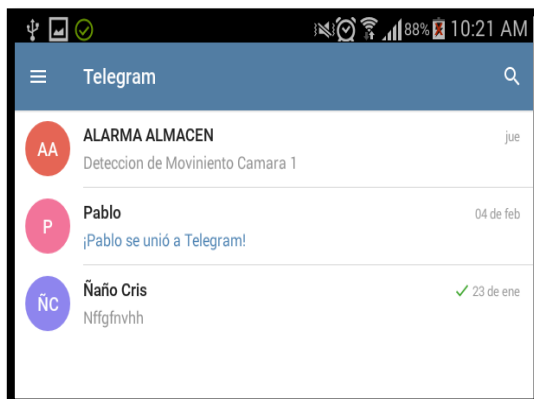 88% 10:21 AM
Telegram
AA
ALARMA ALMACEN
jue
Deteccion de Moviniento Camara 1
P
Pablo
04 de feb
¡Pablo se unió a Telegram!
ÑC
Ñaño Cris
23 de ene
Nffgfnvhh